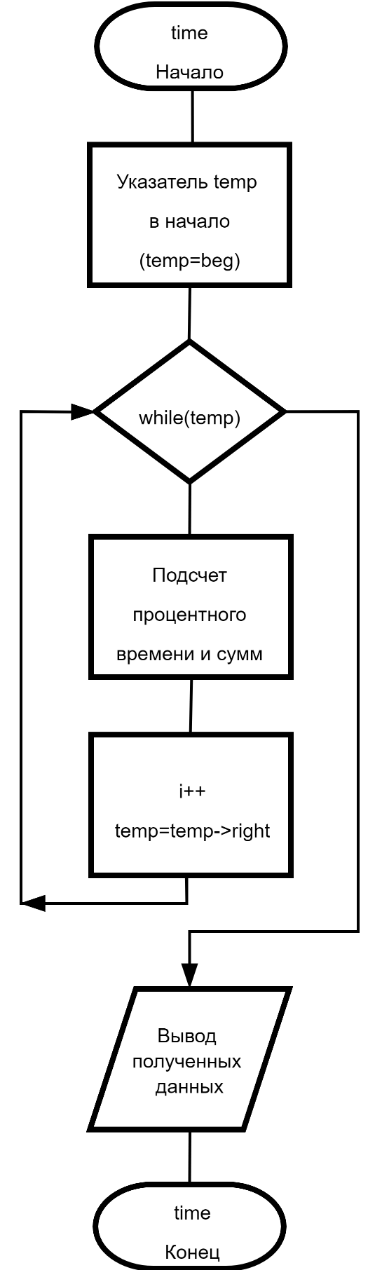 time
Начало
Указатель temp
в начало
(temp=beg)
while(temp)
Подсчет
процентного
времени и сумм
i++
temp=temp->right
Вывод
полученных
данных
time
Конец